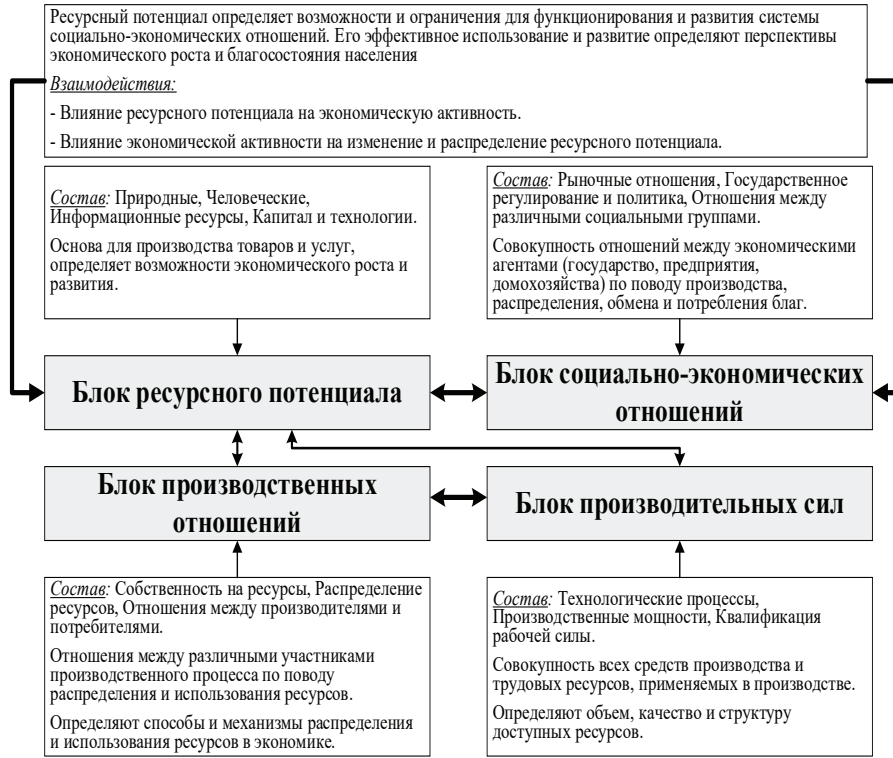 Ресурсный потенциал определяет возможности и ограничения для функционирования и развития системы
социально-экономических отношений. Его эффективное использование и развитие определяют перспективы
экономического роста и благосостояния населения
Взаимодействия:
- Влияние ресурсного потенциала на экономическую активность.
- Влияние экономической активности на изменение и распределение ресурсного потенциала.
Состав: Природные, Человеческие,
Информационные ресурсы, Капитал и технологии.
Основа для производства товаров и услуг,
определяет возможности экономического роста и
развития.
Состав: Рыночные отношения, Государственное
регулирование и политика, Отношения между
различными социальными группами.
Совокупность отношений между экономическими
агентами (государство, предприятия,
домохозяйства) по поводу производства,
распределения, обмена и потребления благ.
Блок ресурсного потенциала
Блок социально-экономических
отношений
Блок производственных
отношений
Блок производительных сил
Состав: Собственность на ресурсы, Распределение
ресурсов, Отношения между производителями и
потребителями.
Отношения между различными участниками
производственного процесса по поводу
распределения и использования ресурсов.
Определяют способы и механизмы распределения
и использования ресурсов в экономике.
Состав: Технологические процессы,
Производственные мощности, Квалификация
рабочей силы.
Совокупность всех средств производства и
трудовых ресурсов, применяемых в производстве.
Определяют объем, качество и структуру
доступных ресурсов.